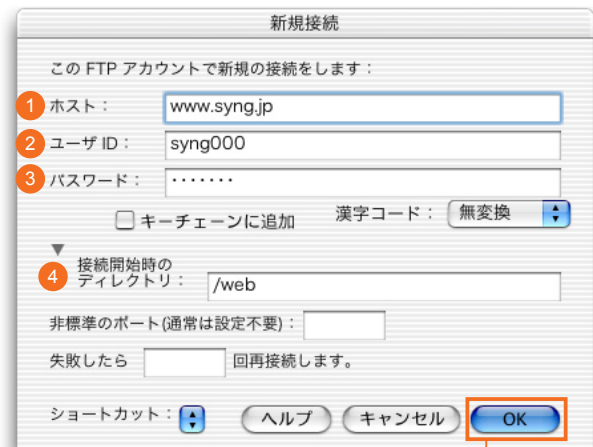 新規接続
この FTP アカウントで新規の接続をします：
1 ホスト： www.syng.jp
2 ユーザ ID： syng000
3 パスワード： ･･･････
キーチェーンに追加 漢字コード： 無変換
4 接続開始時の
ディレクトリ： /web
非標準のポート(通常は設定不要)：
失敗したら 回再接続します。
ショートカット： ヘルプ キャンセル OK